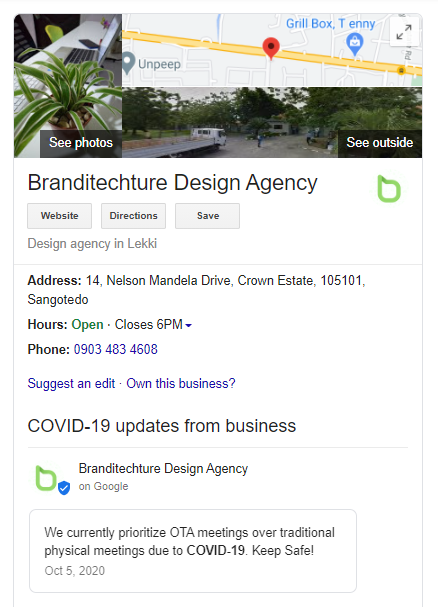 Grill Box, T enny
Unpeep
See photos
See outside
Branditechture Design Agency
Website
Directions
Save
Design agency in Lekki
Address: 14, Nelson Mandela Drive, Crown Estate, 105101,
Sangotedo
Hours: Open · Closes 6PM
Phone: 0903 483 4608
Suggest an edit · Own this business?
COVID-19 updates from business
Branditechture Design Agency
on Google
We currently prioritize OTA meetings over traditional
physical meetings due to COVID-19. Keep Safe!
Oct 5, 2020